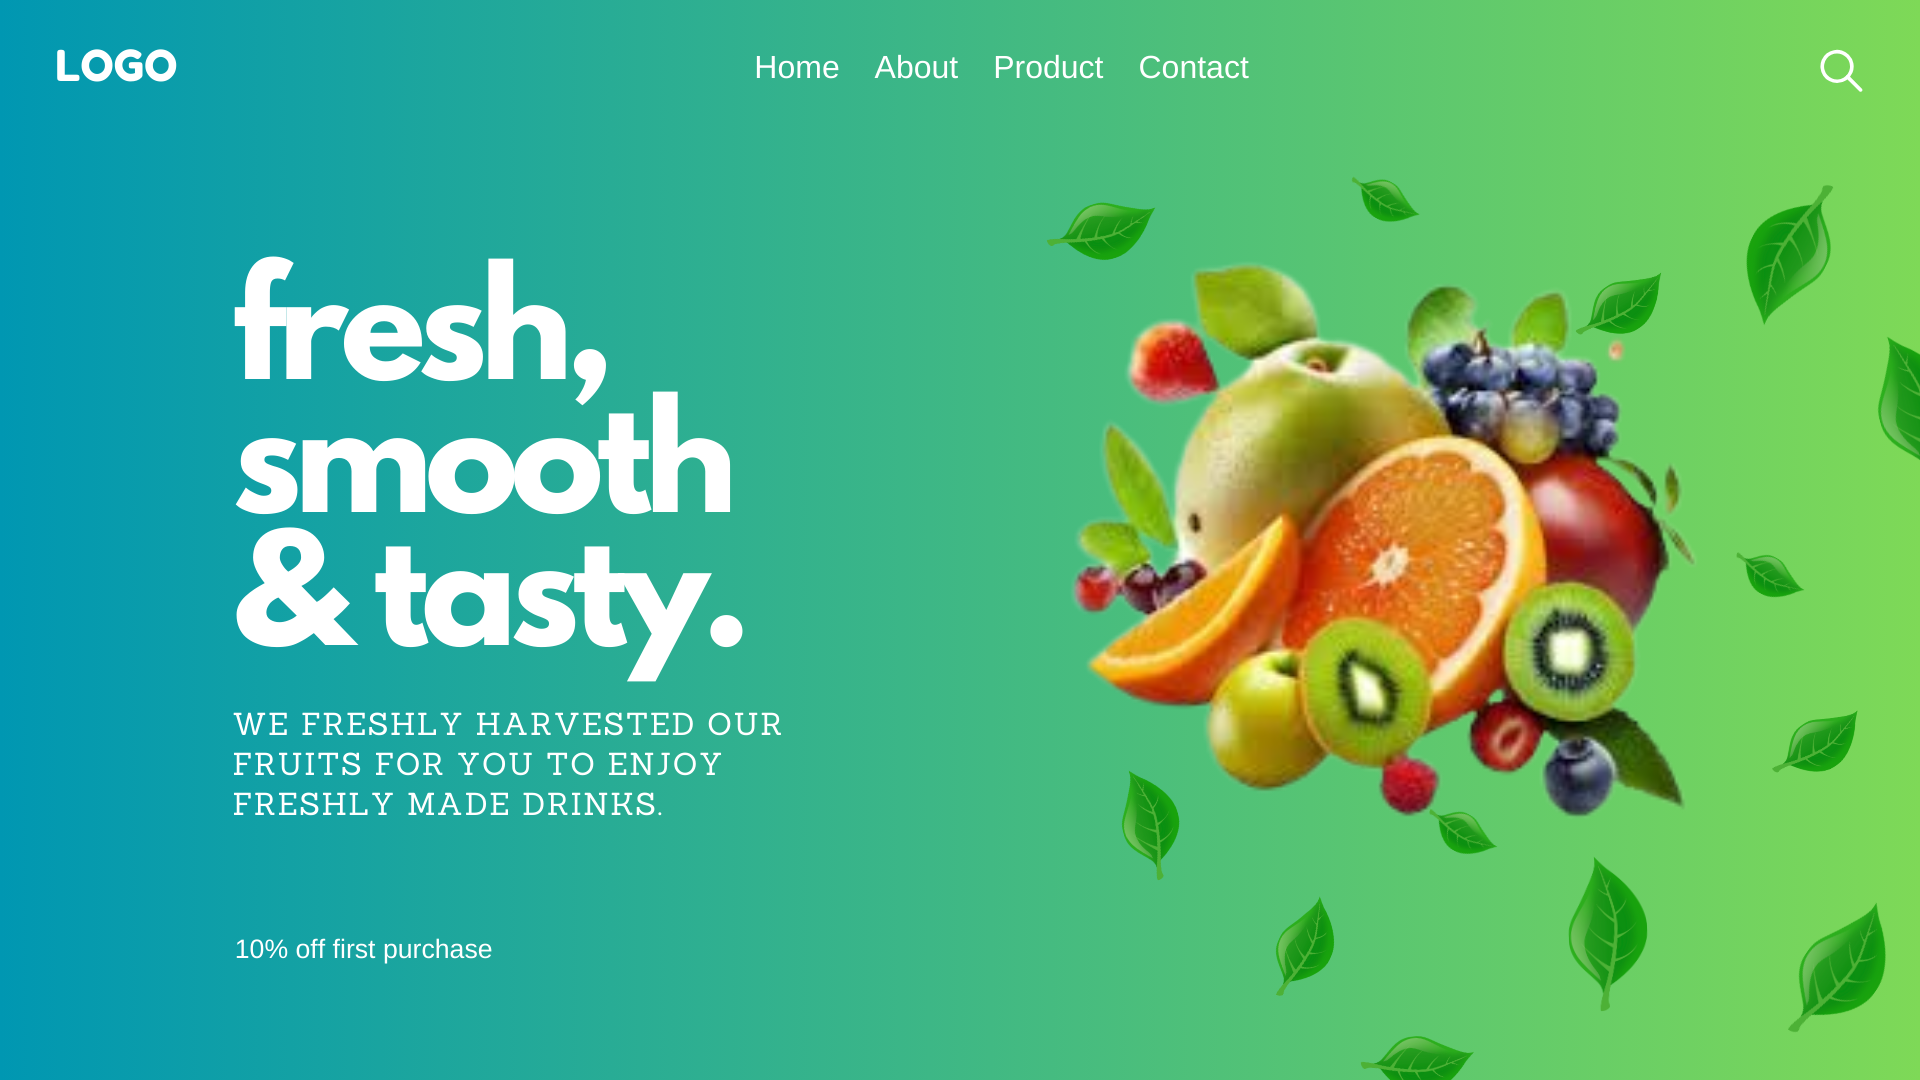 LOGO
Home About Product Contact
fresh,
smooth
& tasty.
WE FRESHLY HARVESTED OUR
FRUITS FOR YOU TO ENJOY
FRESHLY MADE DRINKS.
10% off first purchase